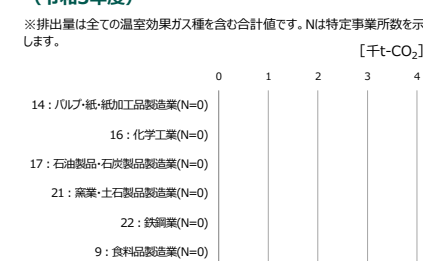 （令和3年度）
※排出量は全ての温室効果ガス種を含む合計値です。Nは特定事業所数を示
します。
[千t-CO₂]
0 1 2 3 4
14：パルプ・紙・紙加工品製造業(N=0)
16：化学工業(N=0)
17：石油製品・石炭製品製造業(N=0)
21：窯業・土石製品製造業(N=0)
22：鉄鋼業(N=0)
9：食料品製造業(N=0)